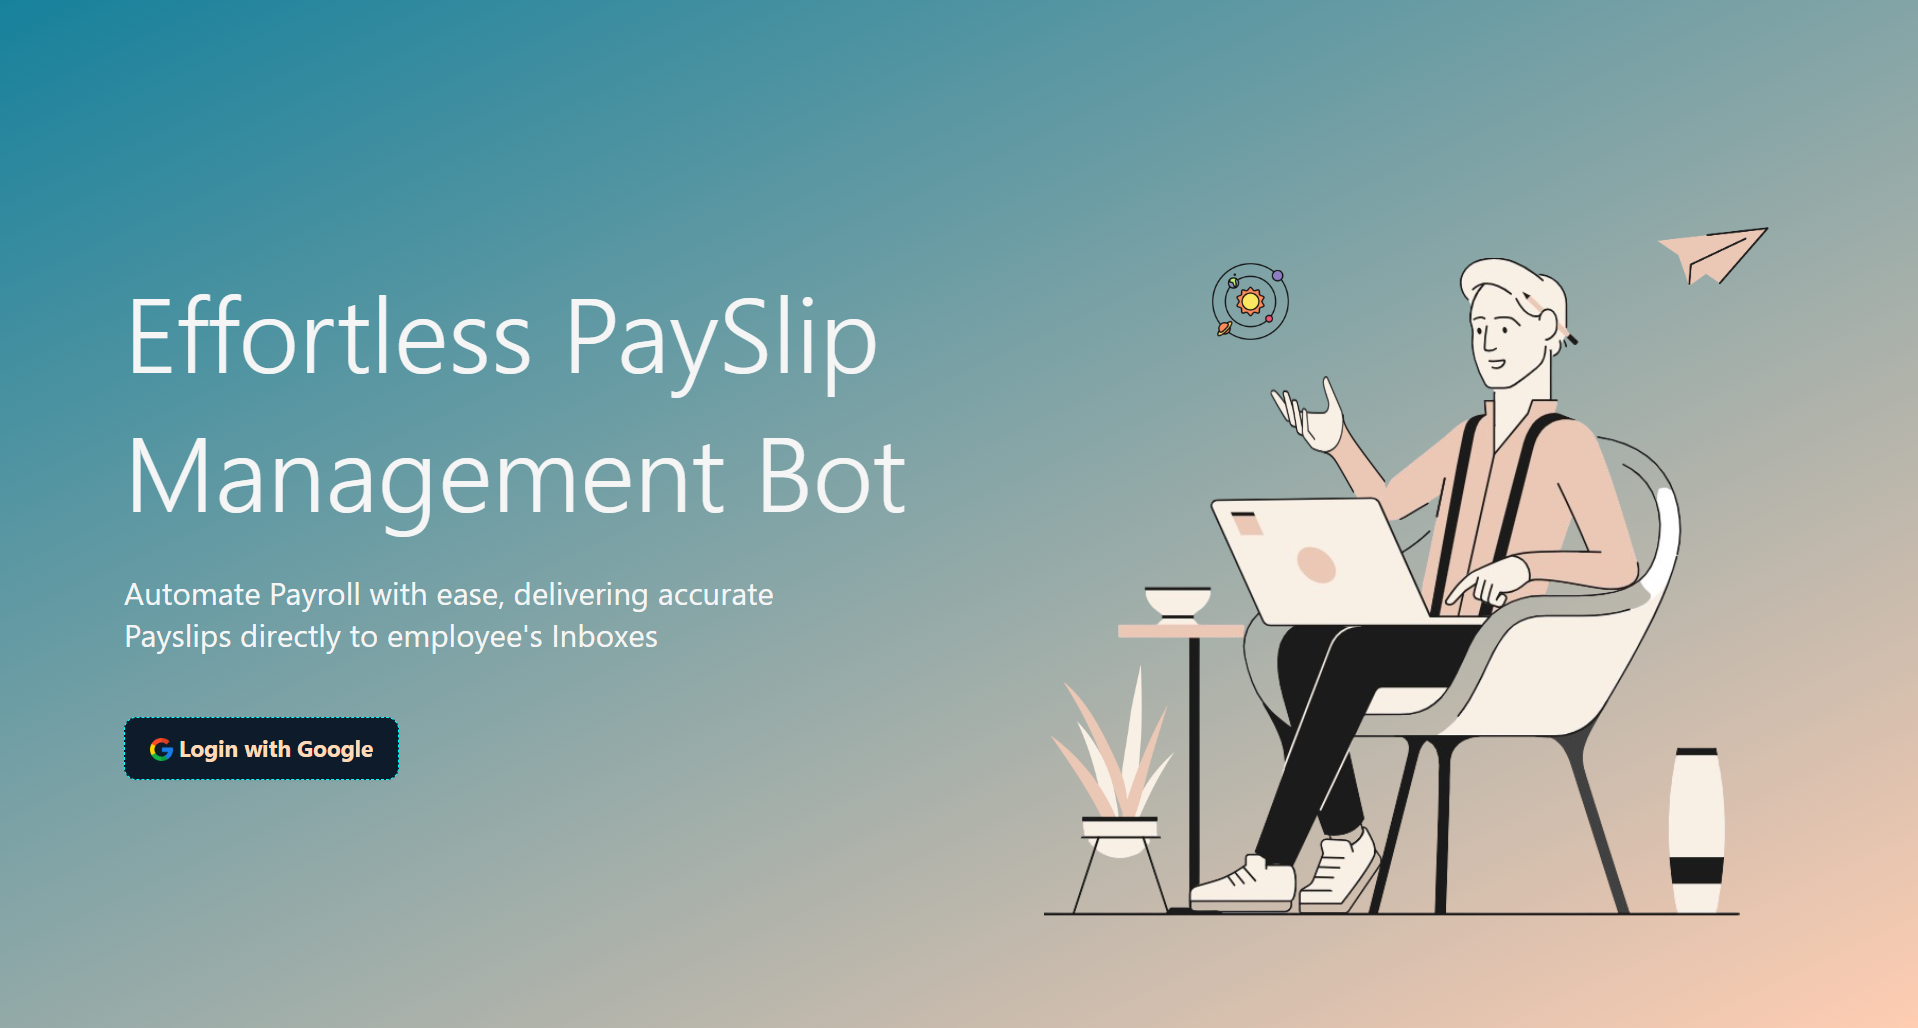 Effortless PaySlip
Management Bot
Automate Payroll with ease, delivering accurate
Payslips directly to employee's Inboxes
Login with Google